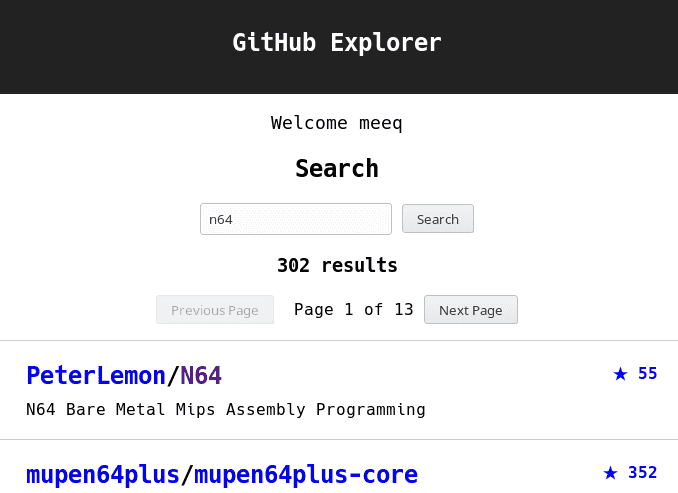 GitHub Explorer
Welcome meeq
Search
n64 Search
302 results
Previous Page Page 1 of 13 Next Page
PeterLemon/N64 ★ 55
N64 Bare Metal Mips Assembly Programming
mupen64plus/mupen64plus-core ★ 352